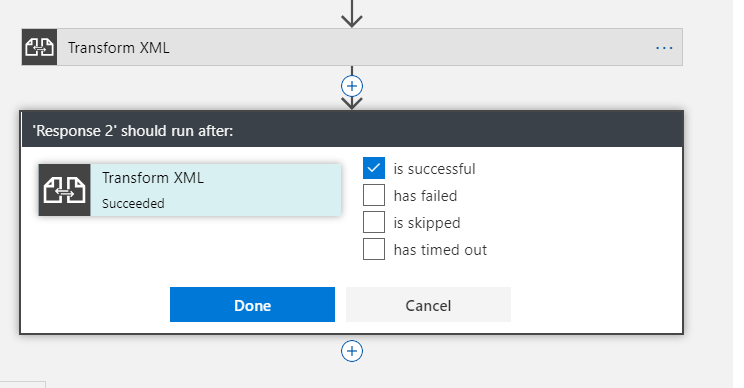 Transform XML
...
'Response 2' should run after:
Transform XML
Succeeded
is successful
has failed
is skipped
has timed out
Done
Cancel